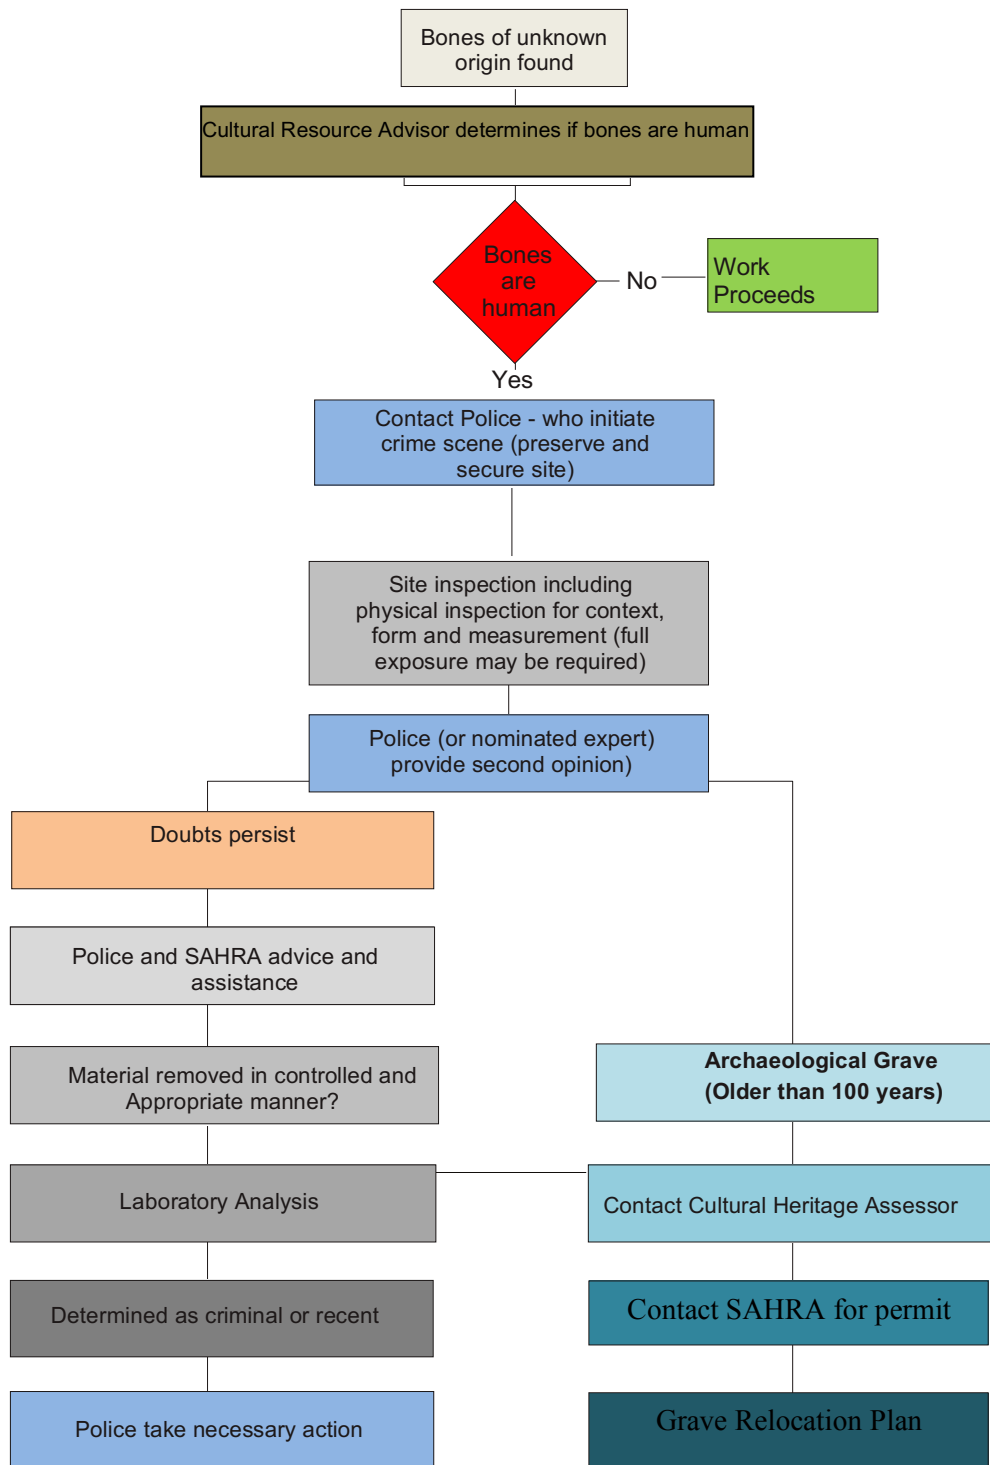 Bones of unknown
origin found
Cultural Resource Advisor determines if bones are human
Bones
are
human
No
Work
Proceeds
Yes
Contact Police - who initiate
crime scene (preserve and
secure site)
Site inspection including
physical inspection for context,
form and measurement (full
exposure may be required)
Police (or nominated expert)
provide second opinion)
Doubts persist
Police and SAHRA advice and
assistance
Material removed in controlled and
Appropriate manner?
Laboratory Analysis
Determined as criminal or recent
Police take necessary action
Archaeological Grave
(Older than 100 years)
Contact Cultural Heritage Assessor
Contact SAHRA for permit
Grave Relocation Plan